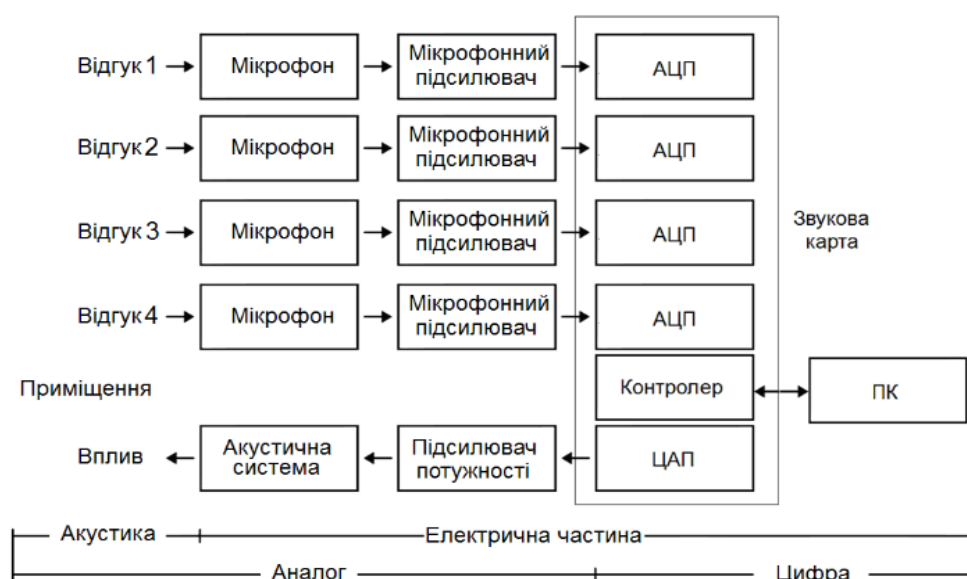 Відгук 1
Мікрофон
Мікрофонний
підсилювач
АЦП
Відгук 2
Мікрофон
Мікрофонний
підсилювач
АЦП
Відгук 3
Мікрофон
Мікрофонний
підсилювач
АЦП
Звукова
карта
Відгук 4
Мікрофон
Мікрофонний
підсилювач
АЦП
Приміщення
Контролер
ПК
Вплив
Акустична
система
Підсилювач
потужності
ЦАП
Акустика
Електрична частина
Аналог
Цифра